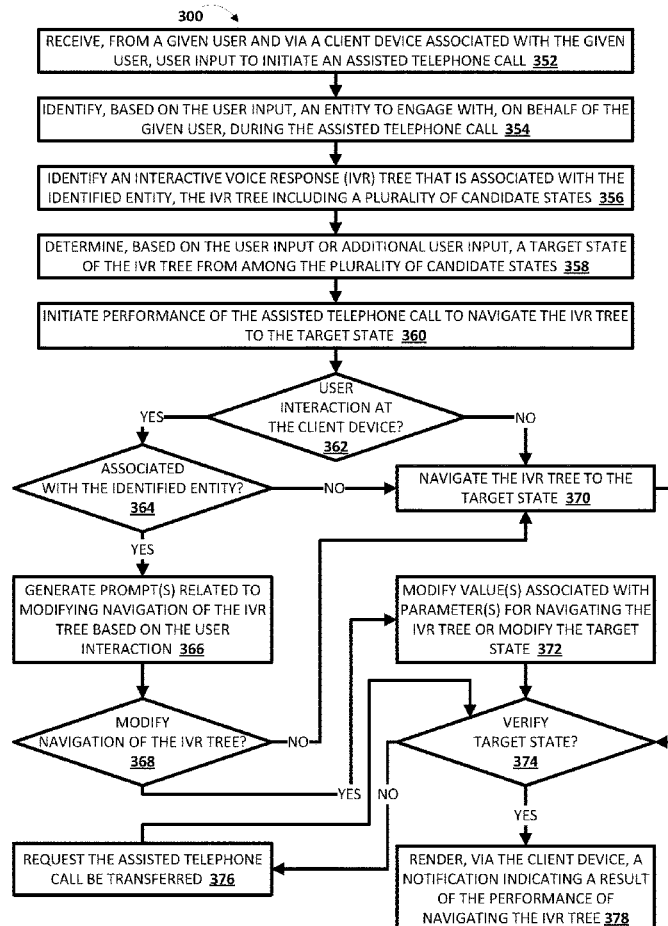 300
RECEIVE, FROM A GIVEN USER AND VIA A CLIENT DEVICE ASSOCIATED WITH THE GIVEN
USER, USER INPUT TO INITIATE AN ASSISTED TELEPHONE CALL 352
IDENTIFY, BASED ON THE USER INPUT, AN ENTITY TO ENGAGE WITH, ON BEHALF OF THE
GIVEN USER, DURING THE ASSISTED TELEPHONE CALL 354
IDENTIFY AN INTERACTIVE VOICE RESPONSE (IVR) TREE THAT IS ASSOCIATED WITH THE
IDENTIFIED ENTITY, THE IVR TREE INCLUDING A PLURALITY OF CANDIDATE STATES 356
DETERMINE, BASED ON THE USER INPUT OR ADDITIONAL USER INPUT, A TARGET STATE
OF THE IVR TREE FROM AMONG THE PLURALITY OF CANDIDATE STATES 358
INITIATE PERFORMANCE OF THE ASSISTED TELEPHONE CALL TO NAVIGATE THE IVR TREE
TO THE TARGET STATE 360
USER
INTERACTION AT
THE CLIENT DEVICE?
362
YES
NO
ASSOCIATED
WITH THE IDENTIFIED ENTITY?
364
NO
YES
NAVIGATE THE IVR TREE TO THE
TARGET STATE 370
GENERATE PROMPT(S) RELATED TO
MODIFYING NAVIGATION OF THE IVR
TREE BASED ON THE USER
INTERACTION 366
MODIFY VALUE(S) ASSOCIATED WITH
PARAMETER(S) FOR NAVIGATING THE
IVR TREE OR MODIFY THE TARGET
STATE 372
MODIFY
NAVIGATION OF THE IVR TREE?
368
NO
YES
VERIFY
TARGET STATE?
374
NO
YES
REQUEST THE ASSISTED TELEPHONE
CALL BE TRANSFERRED 376
RENDER, VIA THE CLIENT DEVICE, A
NOTIFICATION INDICATING A RESULT
OF THE PERFORMANCE OF
NAVIGATING THE IVR TREE 378